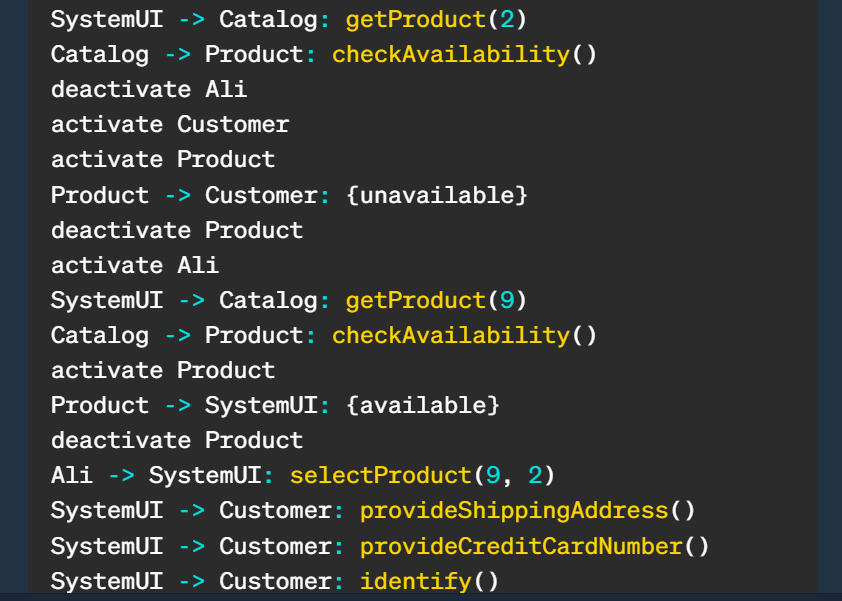 SystemUI -> Catalog: getProduct(2)
Catalog -> Product: checkAvailability()
deactivate Ali
activate Customer
activate Product
Product -> Customer: {unavailable}
deactivate Product
activate Ali
SystemUI -> Catalog: getProduct(9)
Catalog -> Product: checkAvailability()
activate Product
Product -> SystemUI: {available}
deactivate Product
Ali -> SystemUI: selectProduct(9, 2)
SystemUI -> Customer: provideShippingAddress()
SystemUI -> Customer: provideCreditCardNumber()
SystemUI -> Customer: identify()